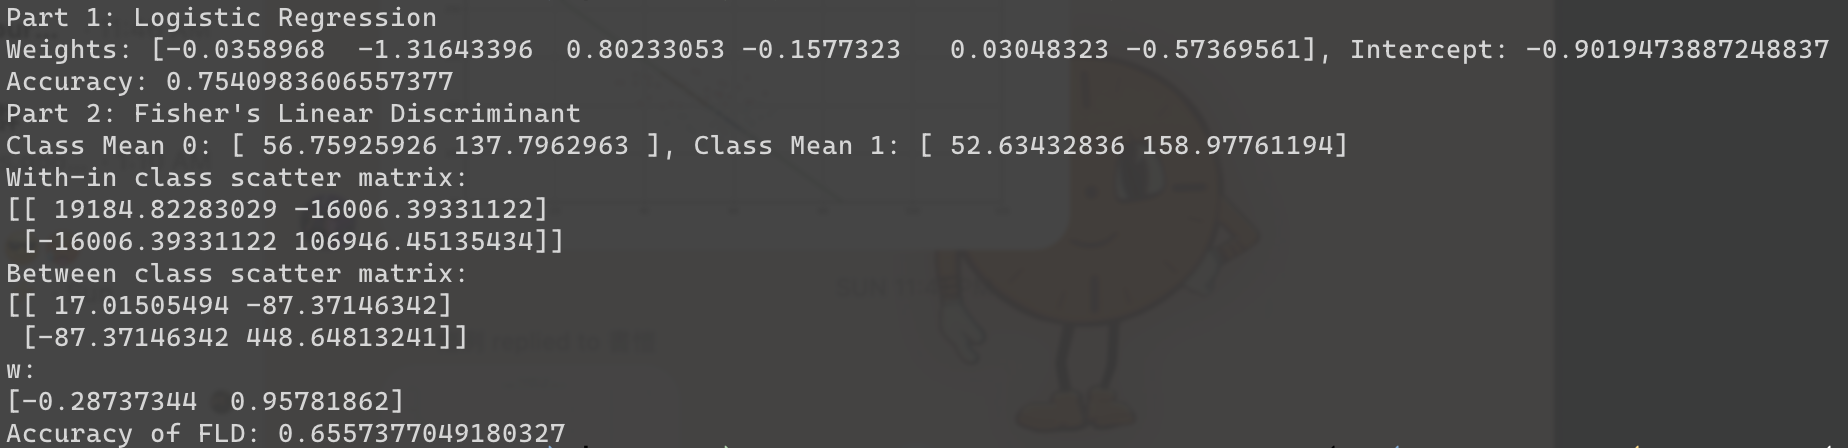 Part 1: Logistic Regression
Weights: [-0.0358968  -1.31643396  0.80233053 -0.1577323   0.03048323 -0.57369561], Intercept: -0.9019473887248837
Accuracy: 0.7540983606557377
Part 2: Fisher's Linear Discriminant
Class Mean 0: [ 56.75925926 137.7962963 ], Class Mean 1: [ 52.63432836 158.97761194]
With-in class scatter matrix:
[[ 19184.82283029 -16006.39331122]
 [-16006.39331122 106946.45135434]]
Between class scatter matrix:
[[ 17.01505494 -87.37146342]
 [-87.37146342 448.64813241]]
w:
[-0.28737344  0.95781862]
Accuracy of FLD: 0.6557377049180327